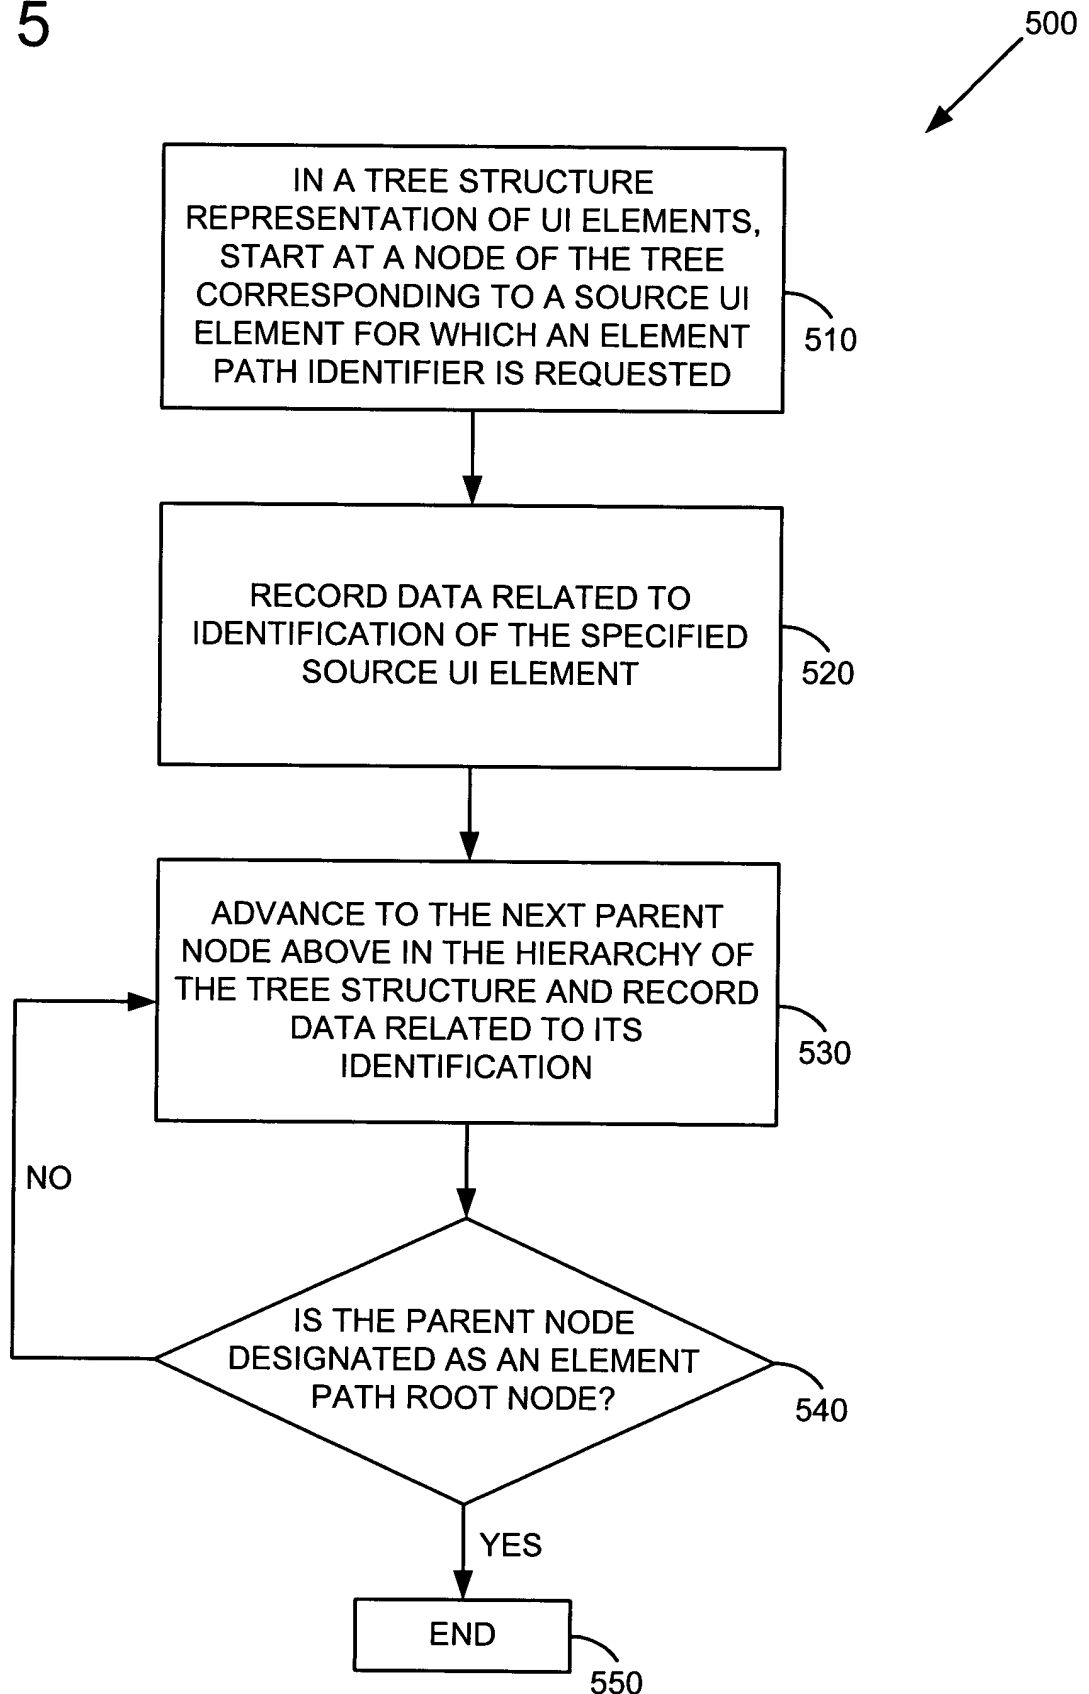 5
500
IN A TREE STRUCTURE
REPRESENTATION OF UI ELEMENTS,
START AT A NODE OF THE TREE
CORRESPONDING TO A SOURCE UI
ELEMENT FOR WHICH AN ELEMENT
PATH IDENTIFIER IS REQUESTED
510
RECORD DATA RELATED TO
IDENTIFICATION OF THE SPECIFIED
SOURCE UI ELEMENT
520
ADVANCE TO THE NEXT PARENT
NODE ABOVE IN THE HIERARCHY OF
THE TREE STRUCTURE AND RECORD
DATA RELATED TO ITS
IDENTIFICATION
530
NO
IS THE PARENT NODE
DESIGNATED AS AN ELEMENT
PATH ROOT NODE?
540
YES
END
550